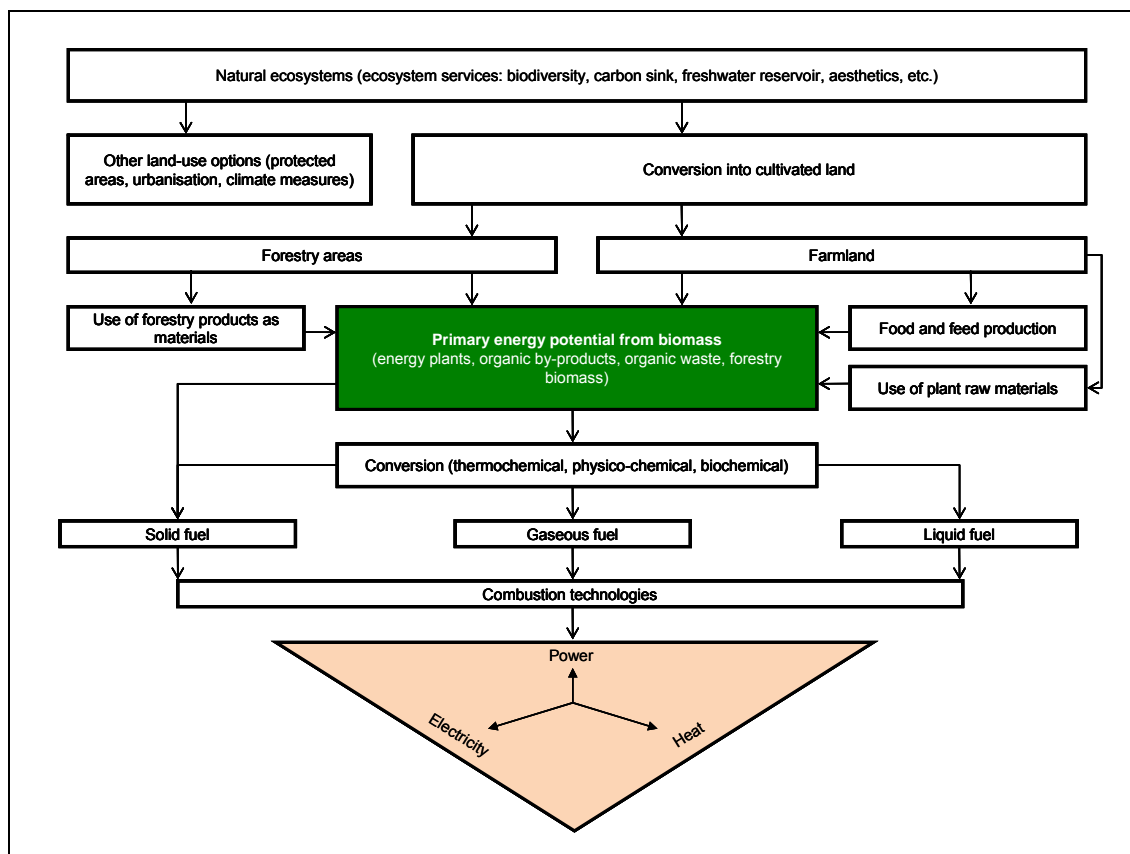 Natural ecosystems (ecosystem services: biodiversity, carbon sink, freshwater reservoir, aesthetics, etc.)
Other land-use options (protected
areas, urbanisation, climate measures)
Conversion into cultivated land
Forestry areas
Farmland
Use of forestry products as
materials
Primary energy potential from biomass
(energy plants, organic by-products, organic waste, forestry
biomass)
Food and feed production
Use of plant raw materials
Conversion (thermochemical, physico-chemical, biochemical)
Solid fuel
Gaseous fuel
Liquid fuel
Combustion technologies
Power
Electricity
Heat